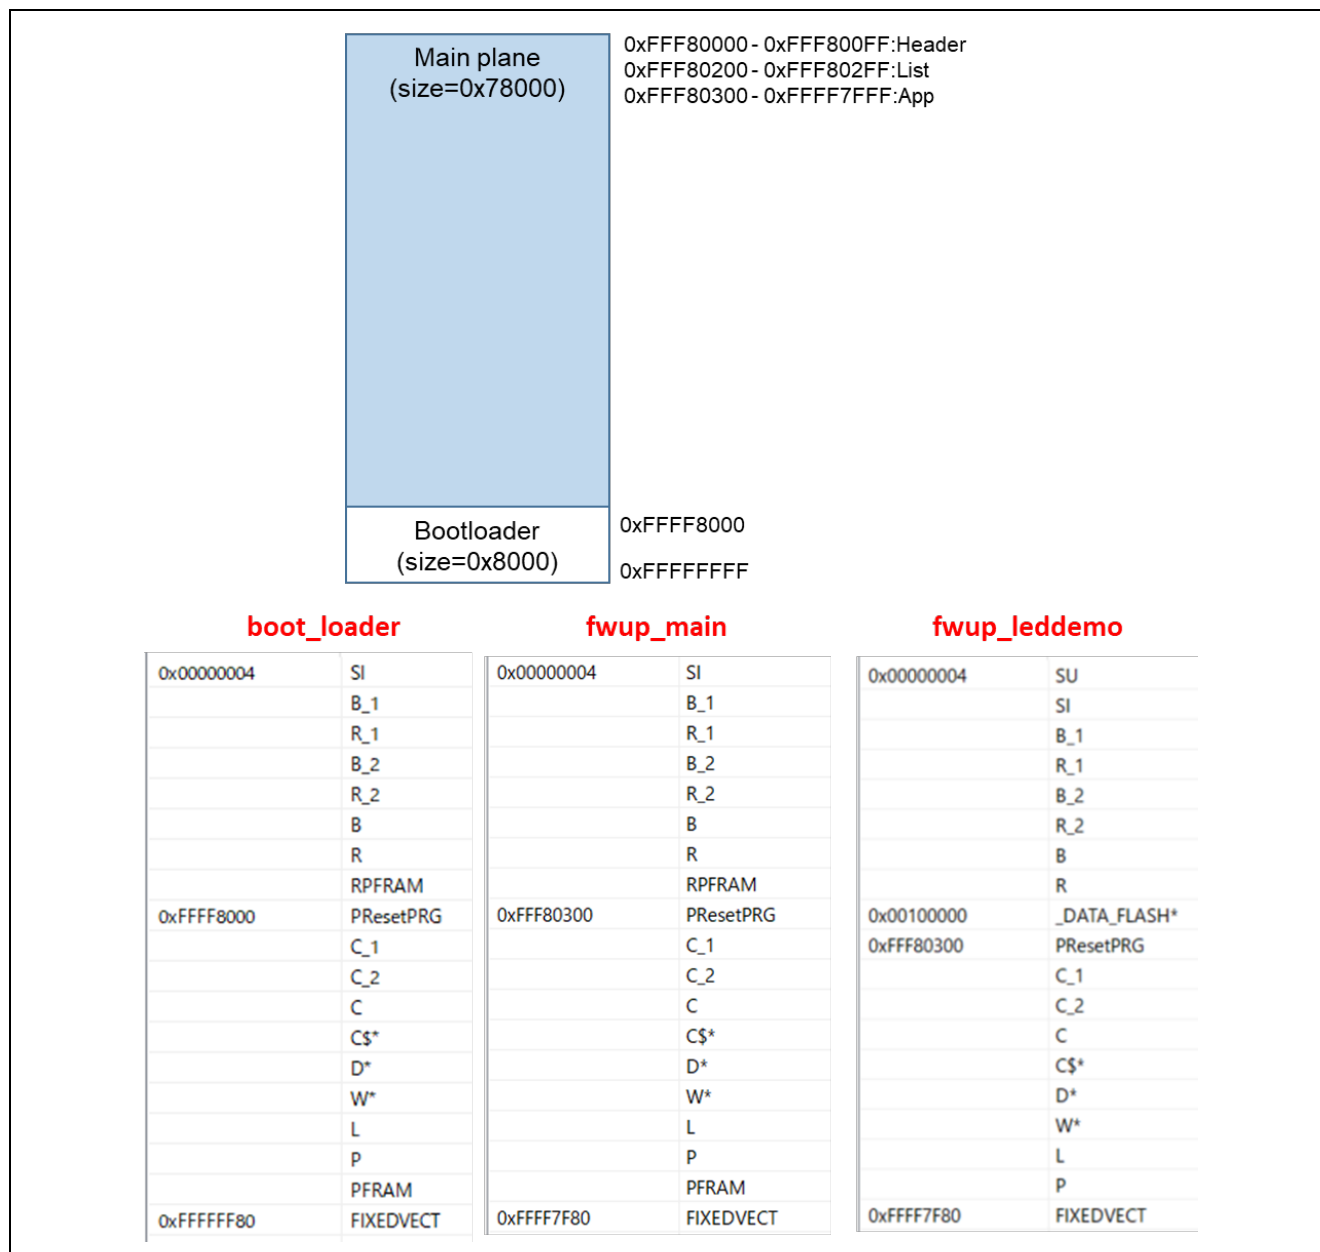 Main plane
(size=0x78000)
0xFFF80000 - 0xFFF800FF:Header
0xFFF80200 - 0xFFF802FF:List
0xFFF80300 - 0xFFFF7FFF:App
Bootloader
(size=0x8000)
0xFFFF8000
0xFFFFFFFF
boot_loader
0x00000004 SI
B_1
R_1
B_2
R_2
B
R
RPFRAM
0xFFFF8000 PResetPRG
C_1
C_2
C
C$*
D*
W*
L
P
PFRAM
0xFFFFFF80 FIXEDVECT
fwup_main
0x00000004 SI
B_1
R_1
B_2
R_2
B
R
RPFRAM
0xFFF80300 PResetPRG
C_1
C_2
C
C$*
D*
W*
L
P
PFRAM
0xFFFF7F80 FIXEDVECT
fwup_leddemo
0x00000004 SU
SI
B_1
R_1
B_2
R_2
B
R
0x00100000 _DATA_FLASH*
0xFFF80300 PResetPRG
C_1
C_2
C
C$*
D*
W*
L
P
0xFFFF7F80 FIXEDVECT